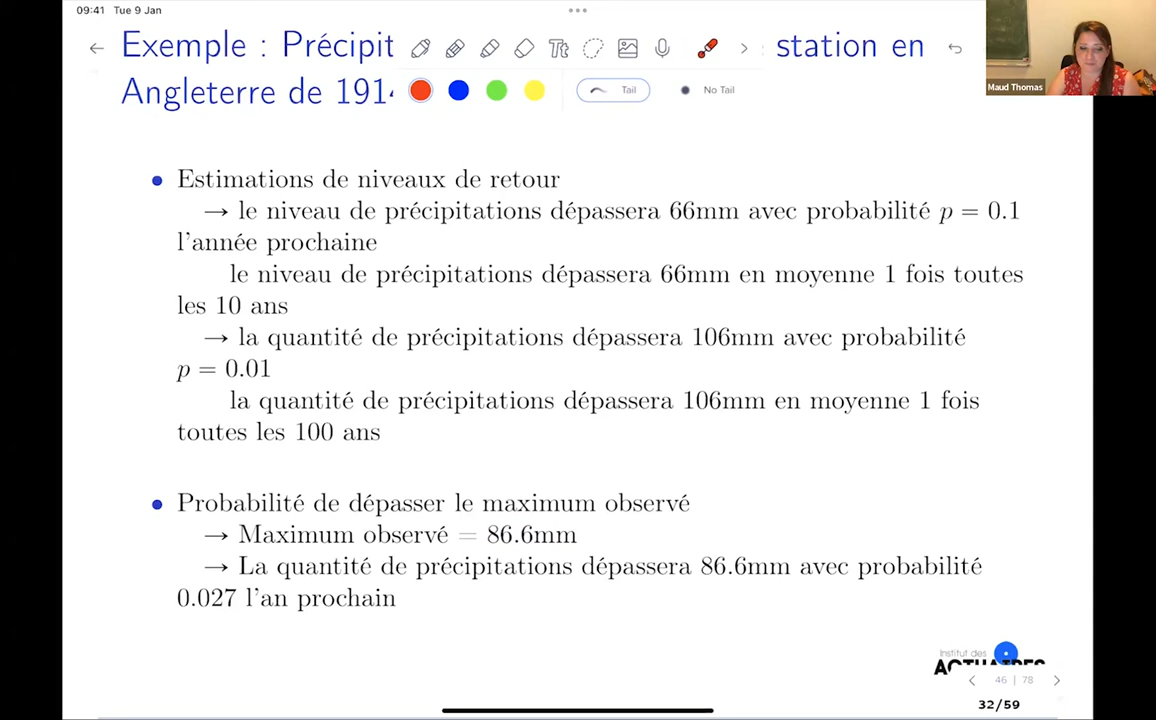 09:41 Tue 9 Jan
Exemple : Précipit station en
Angleterre de 191
Tt
Tail
No Tail
Maud Thomas
• Estimations de niveaux de retour
→ le niveau de précipitations dépassera 66mm avec probabilité p = 0.1
l'année prochaine
le niveau de précipitations dépassera 66mm en moyenne 1 fois toutes
les 10 ans
→ la quantité de précipitations dépassera 106mm avec probabilité
p = 0.01
la quantité de précipitations dépassera 106mm en moyenne 1 fois
toutes les 100 ans
• Probabilité de dépasser le maximum observé
→ Maximum observé = 86.6mm
→ La quantité de précipitations dépassera 86.6mm avec probabilité
0.027 l'an prochain
Institut des
ACTUAIRES
46 | 78
32/59